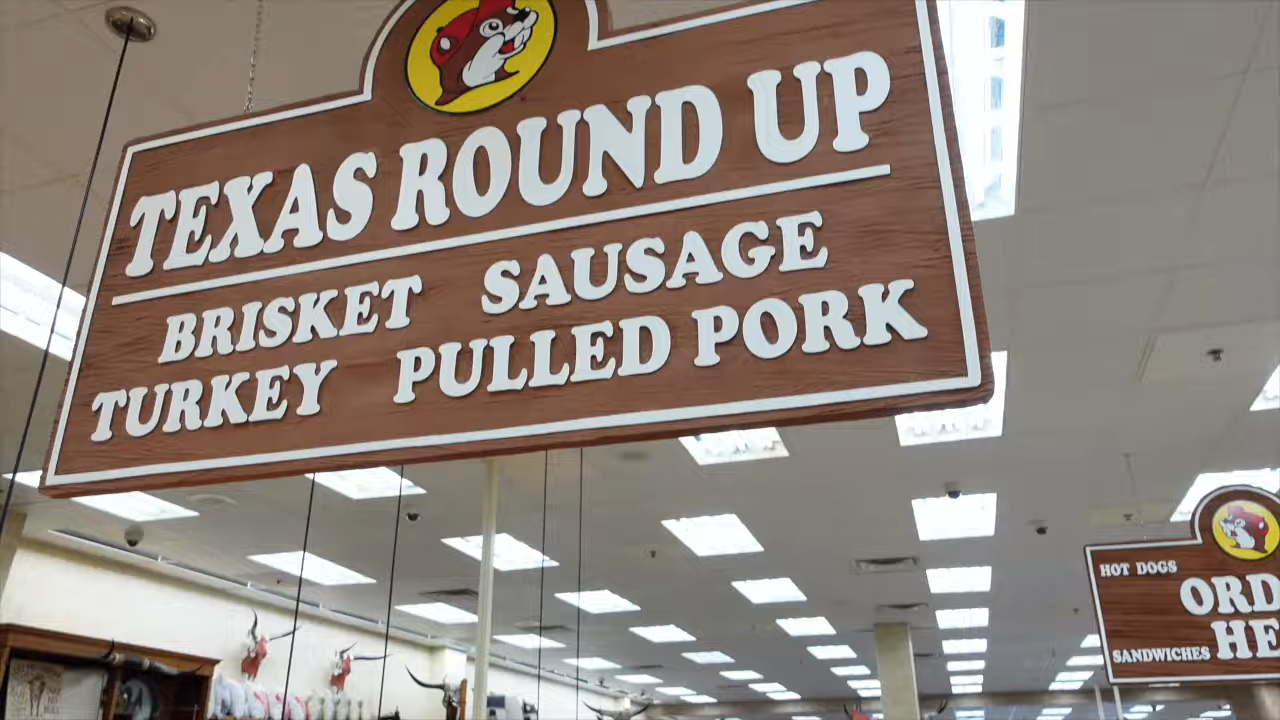 TEXAS ROUND UP
BRISKET SAUSAGE
TURKEY PULLED PORK
HOT DOGS
SANDWICHES